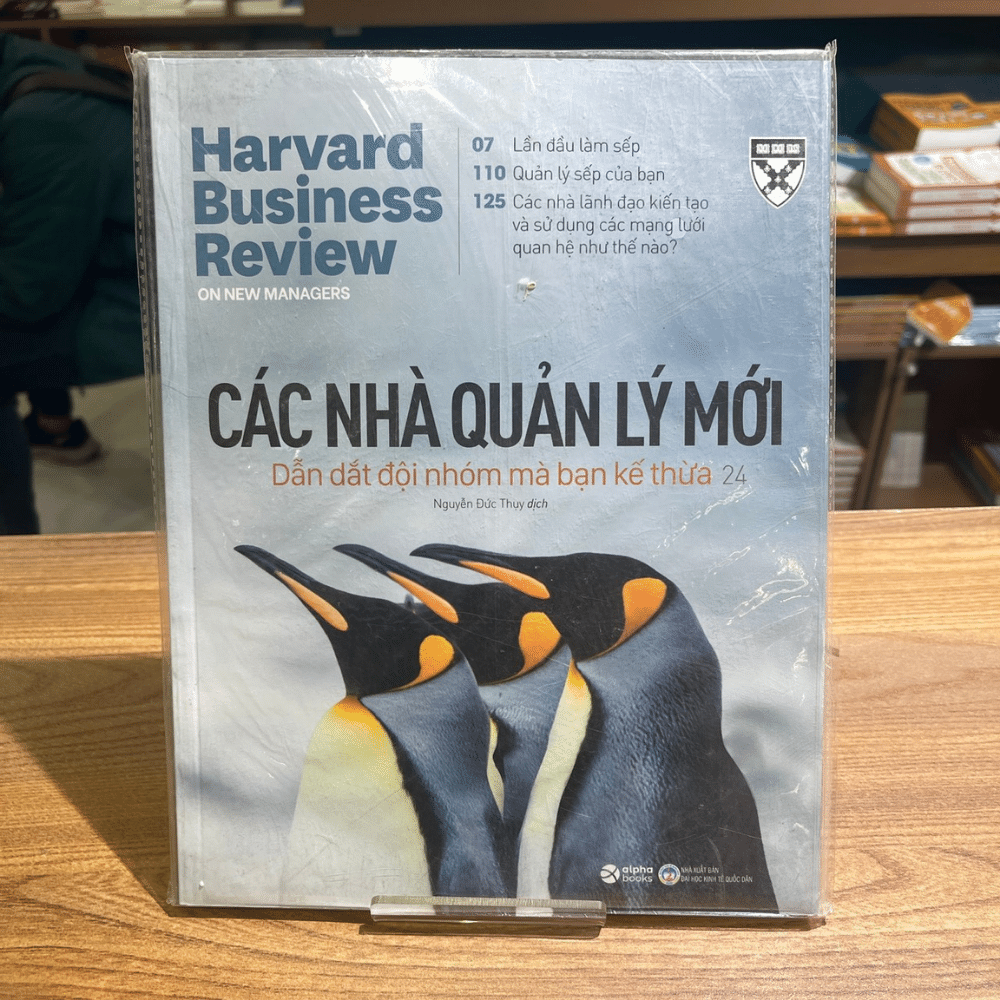 Harvard
Business
Review
ON NEW MANAGERS
07 Lần đầu làm sếp
110 Quản lý sếp của bạn
125 Các nhà lãnh đạo kiến tạo
và sử dụng các mạng lưới
quan hệ như thế nào?
CÁC NHÀ QUẢN LÝ MỚI
Dẫn dắt đội nhóm mà bạn kế thừa 24
Nguyễn Đức Thụy dịch
alpha
books
NHÀ XUẤT BẢN
ĐẠI HỌC KINH TẾ QUỐC DÂN